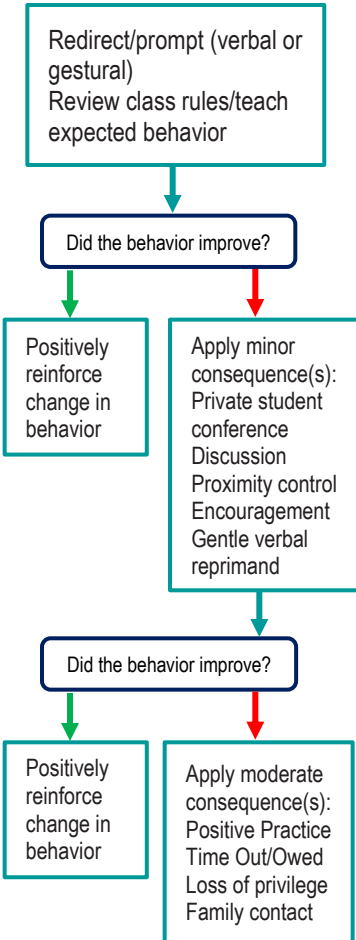 Redirect/prompt (verbal or
gestural)
Review class rules/teach
expected behavior
Did the behavior improve?
Positively
reinforce
change in
behavior
Apply minor
consequence(s):
Private student
conference
Discussion
Proximity control
Encouragement
Gentle verbal
reprimand
Did the behavior improve?
Positively
reinforce
change in
behavior
Apply moderate
consequence(s):
Positive Practice
Time Out/Owed
Loss of privilege
Family contact